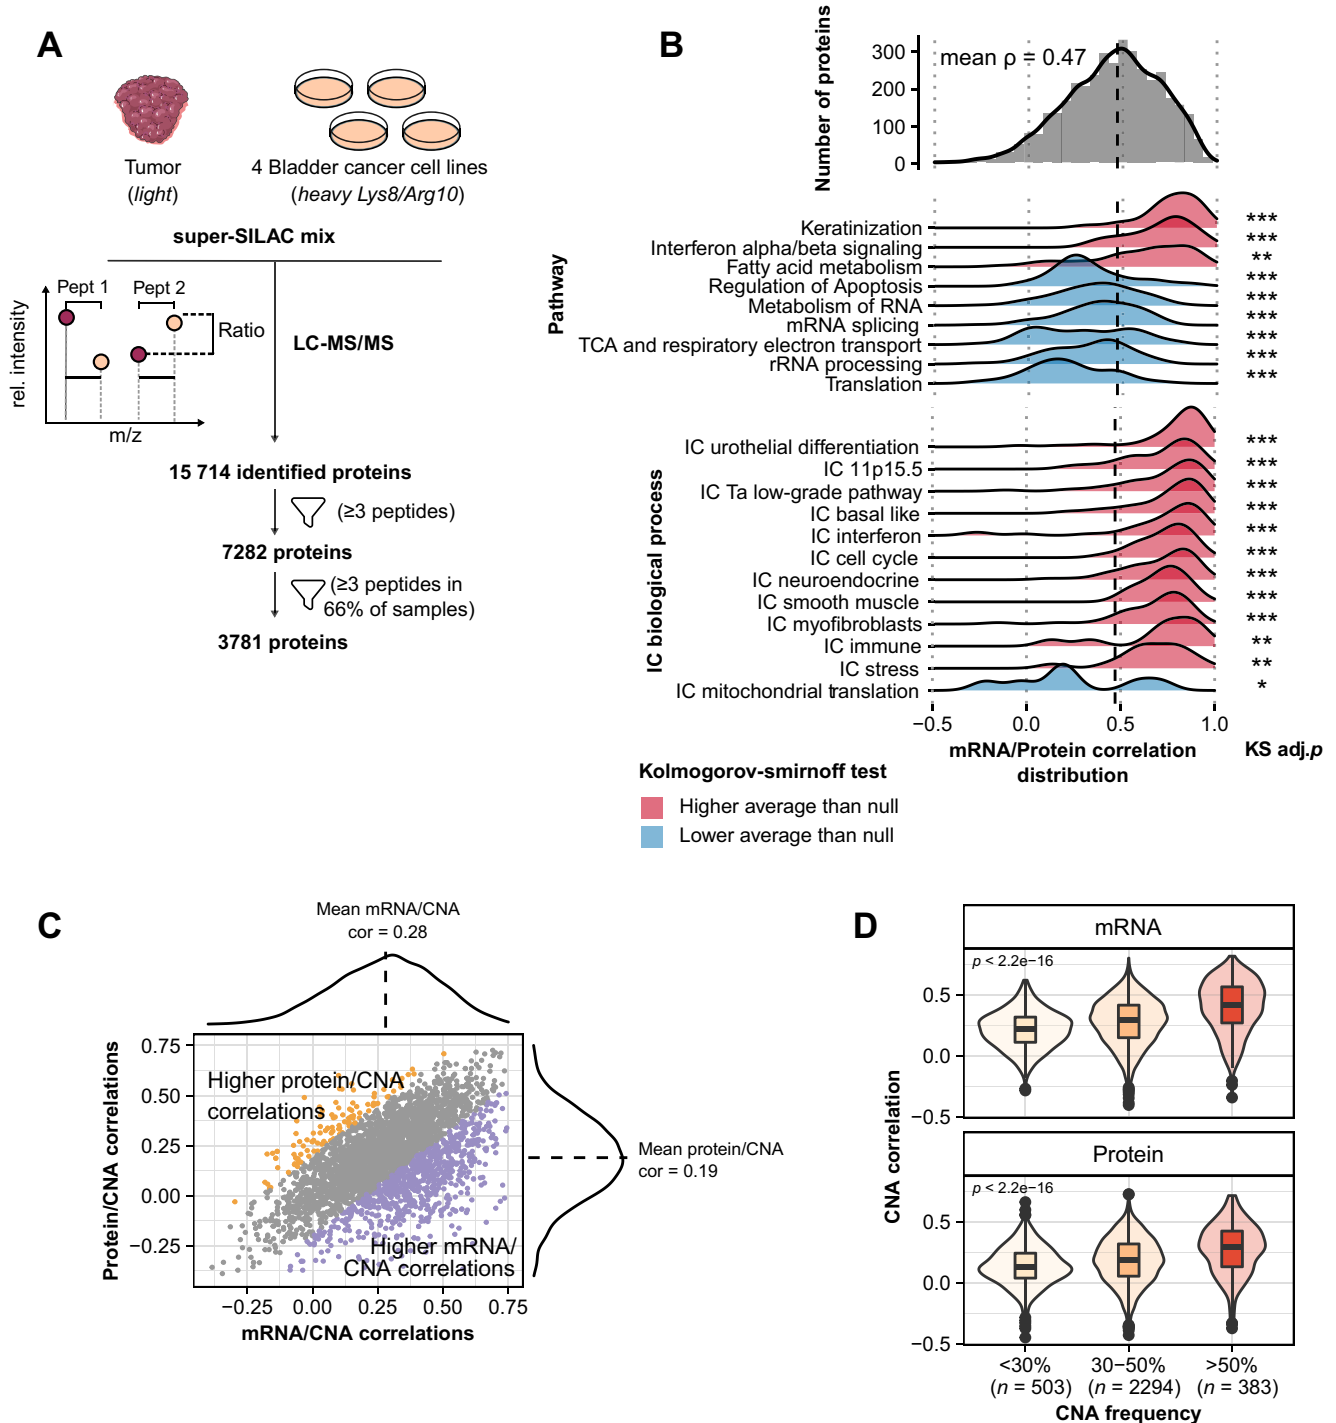 A
Tumor
(light)
4 Bladder cancer cell lines
(heavy Lys8/Arg10)
super-SILAC mix
Pept 1
Pept 2
Ratio
rel. intensity
m/z
LC-MS/MS
15 714 identified proteins
(≥3 peptides)
7282 proteins
(≥3 peptides in
66% of samples)
3781 proteins
B
Number of proteins
300
200
100
0
mean ρ = 0.47
Pathway
Keratinization ***
Interferon alpha/beta signaling ***
Fatty acid metabolism **
Regulation of Apoptosis ***
Metabolism of RNA ***
mRNA splicing ***
TCA and respiratory electron transport ***
rRNA processing ***
Translation ***
IC biological process
IC urothelial differentiation ***
IC 11p15.5 ***
IC Ta low-grade pathway ***
IC basal like ***
IC interferon ***
IC cell cycle ***
IC neuroendocrine ***
IC smooth muscle ***
IC myofibroblasts ***
IC immune **
IC stress **
IC mitochondrial translation *
−0.5 0.0 0.5 1.0
mRNA/Protein correlation
distribution
KS adj.p
Kolmogorov-smirnoff test
Higher average than null
Lower average than null
C
Mean mRNA/CNA
cor = 0.28
Protein/CNA correlations
0.75
0.50
0.25
0.00
−0.25
Higher protein/CNA
correlations
Higher mRNA/
CNA correlations
Mean protein/CNA
cor = 0.19
−0.25 0.00 0.25 0.50 0.75
mRNA/CNA correlations
D
CNA correlation
mRNA
p < 2.2e−16
0.5
0.0
−0.5
Protein
p < 2.2e−16
0.5
0.0
−0.5
<30% 30−50% >50%
(n = 503) (n = 2294) (n = 383)
CNA frequency